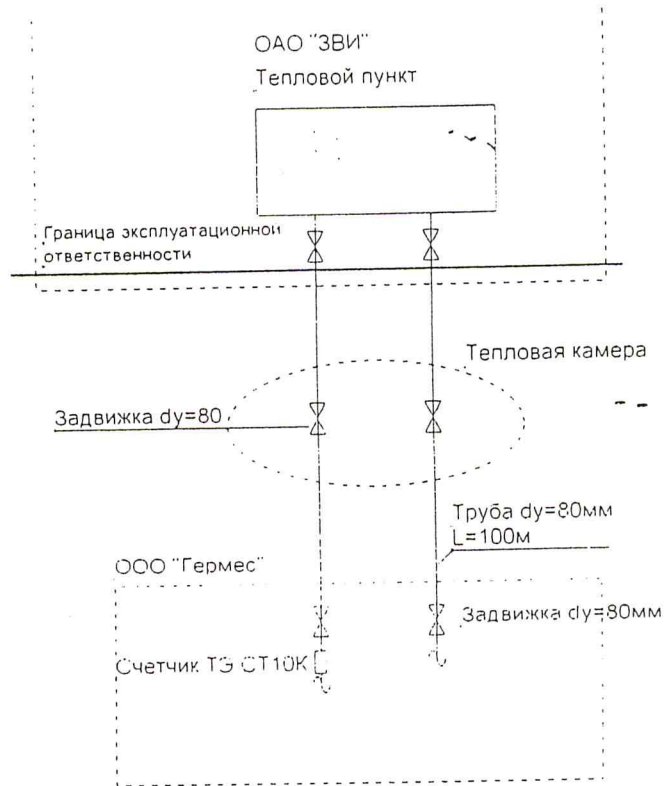 ОАО "ЗВИ"
Тепловой пункт
Граница эксплуатационной
ответственности
Тепловая камера
Задвижка dy=80
Труба dy=80мм
L=100м
ООО "Гермес"
Задвижка dy=80мм
Счетчик ТЭ СТ10К